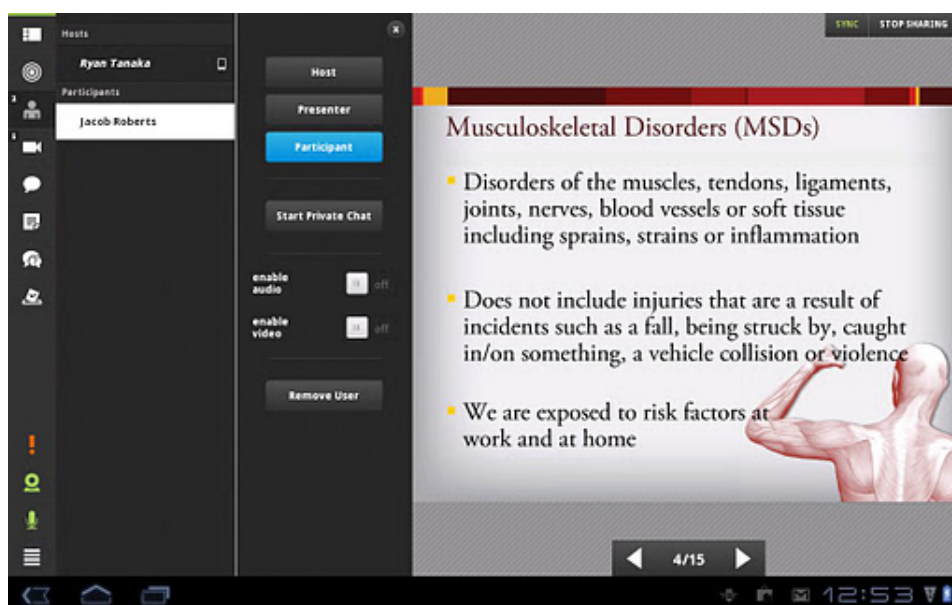 Hosts
Ryan Tanaka
Participants
Jacob Roberts
Host
Presenter
Participant
Start Private Chat
enable
audio
off
enable
video
off
Remove User
SYNC
STOP SHARING
Musculoskeletal Disorders (MSDs)
Disorders of the muscles, tendons, ligaments,
joints, nerves, blood vessels or soft tissue
including sprains, strains or inflammation
Does not include injuries that are a result of
incidents such as a fall, being struck by, caught
in/on something, a vehicle collision or violence
We are exposed to risk factors at
work and at home
4/15
12:53